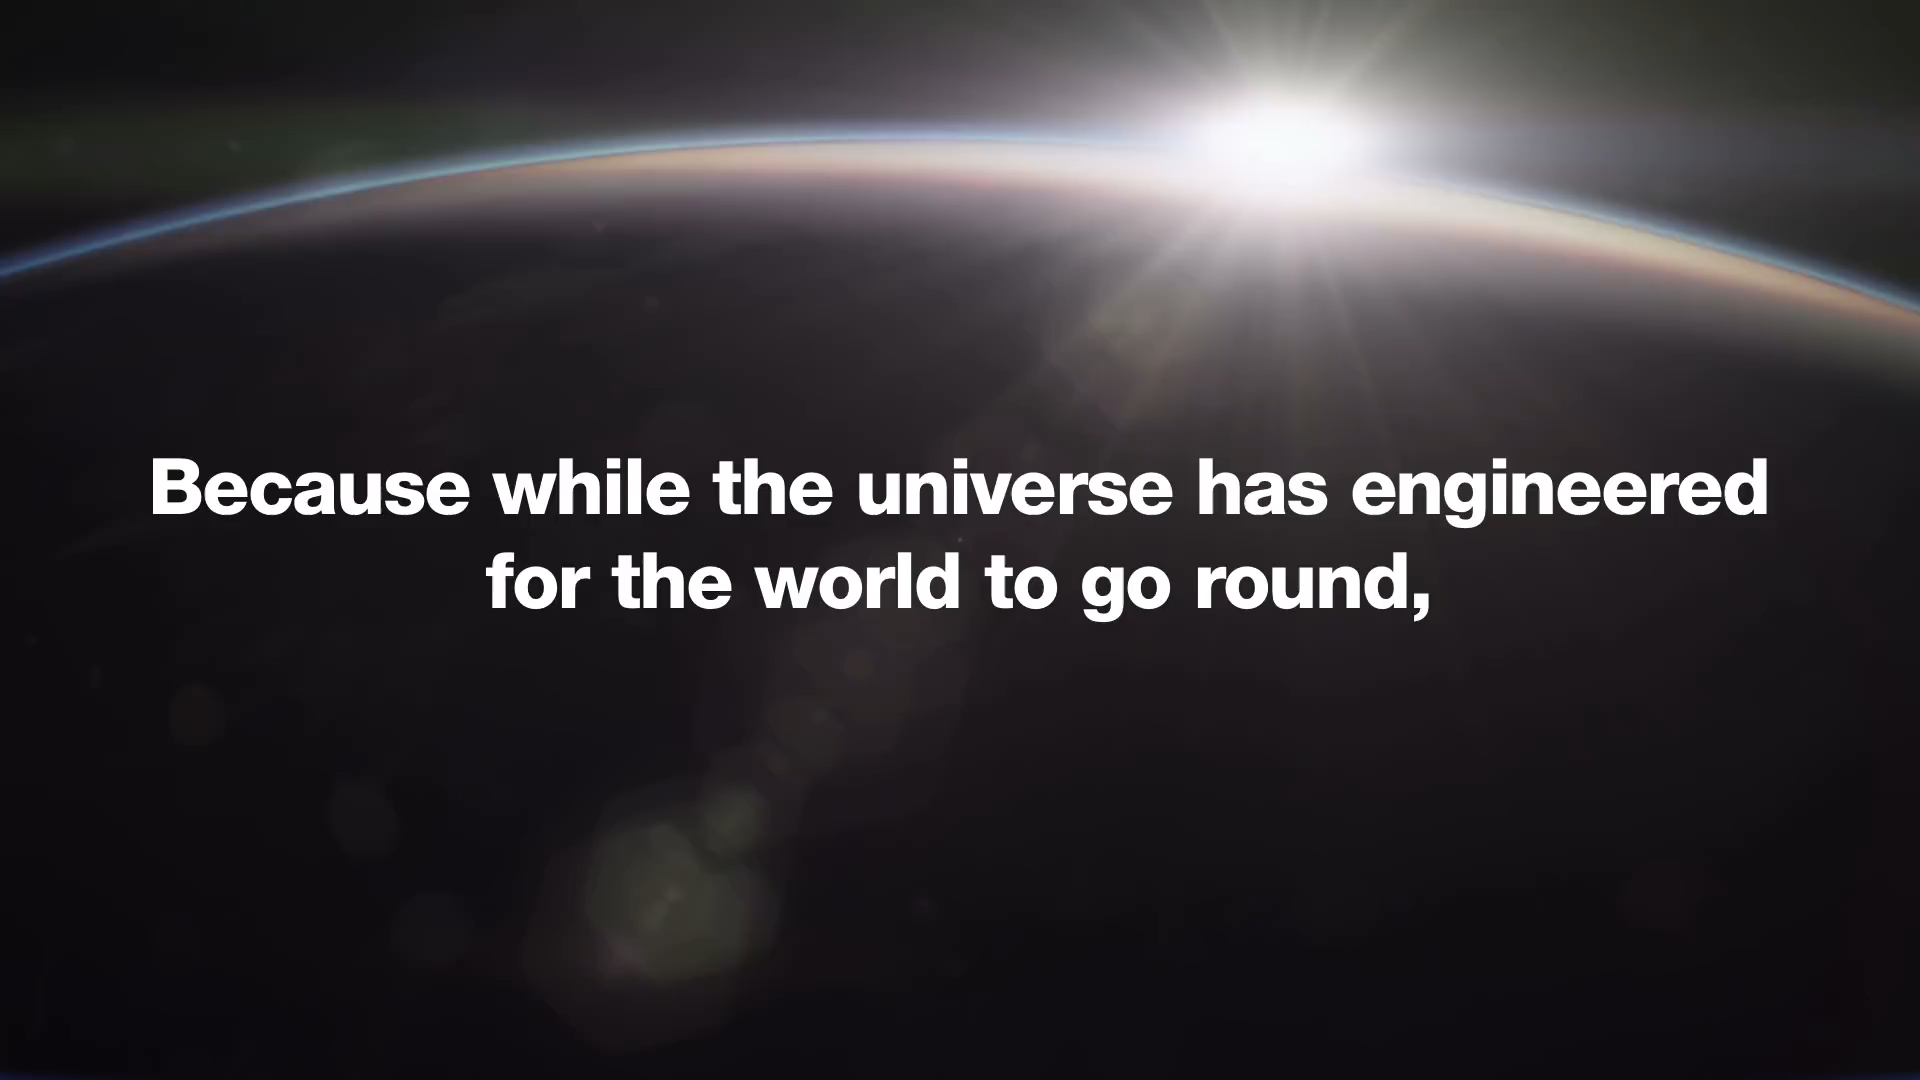 Because while the universe has engineered
for the world to go round,